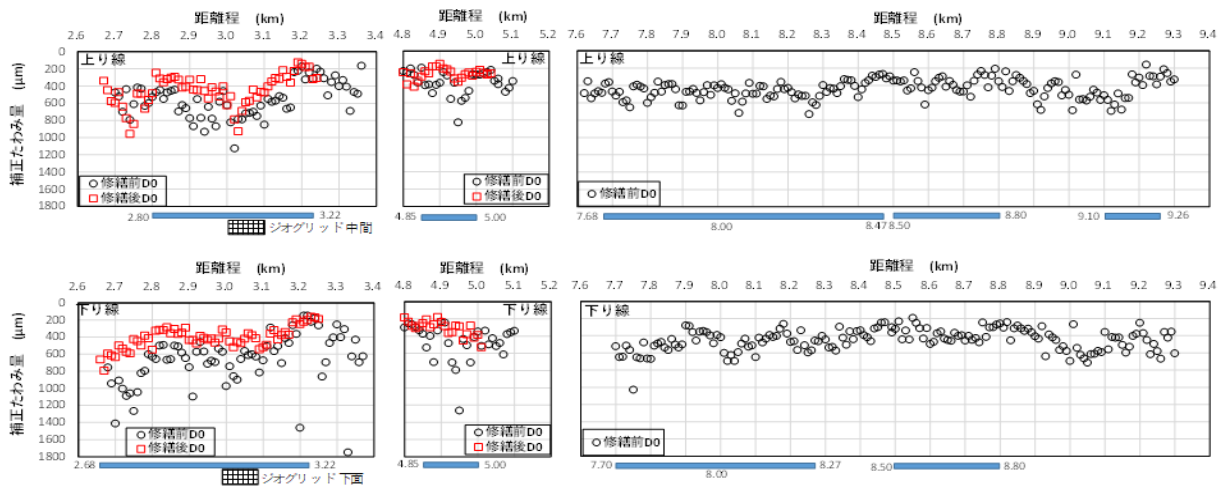 距離程 (km)
距離程 (km)
距離程 (km)
2.6 2.7 2.8 2.9 3.0 3.1 3.2 3.3 3.4
4.8 4.9 5.0 5.1 5.2
7.6 7.7 7.8 7.9 8.0 8.1 8.2 8.3 8.4 8.5 8.6 8.7 8.8 8.9 9.0 9.1 9.2 9.3 9.4
補正たわみ量 (μm)
0
200
400
600
800
1000
1200
1400
1600
1800
上り線
上り線
上り線
修繕前D0
修繕後D0
修繕前D0
修繕後D0
修繕前D0
2.80 3.22
4.85 5.00
7.68 8.00 8.47 8.50 8.80 9.10 9.26
ジオグリッド 中間
距離程 (km)
距離程 (km)
距離程 (km)
2.6 2.7 2.8 2.9 3.0 3.1 3.2 3.3 3.4
4.8 4.9 5.0 5.1 5.2
7.6 7.7 7.8 7.9 8.0 8.1 8.2 8.3 8.4 8.5 8.6 8.7 8.8 8.9 9.0 9.1 9.2 9.3 9.4
補正たわみ量 (μm)
0
200
400
600
800
1000
1200
1400
1600
1800
下り線
下り線
下り線
修繕前D0
修繕後D0
修繕前D0
修繕後D0
修繕前D0
2.68 3.22
4.85 5.00
7.70 8.00 8.27 8.50 8.80
ジオグリッド 下面